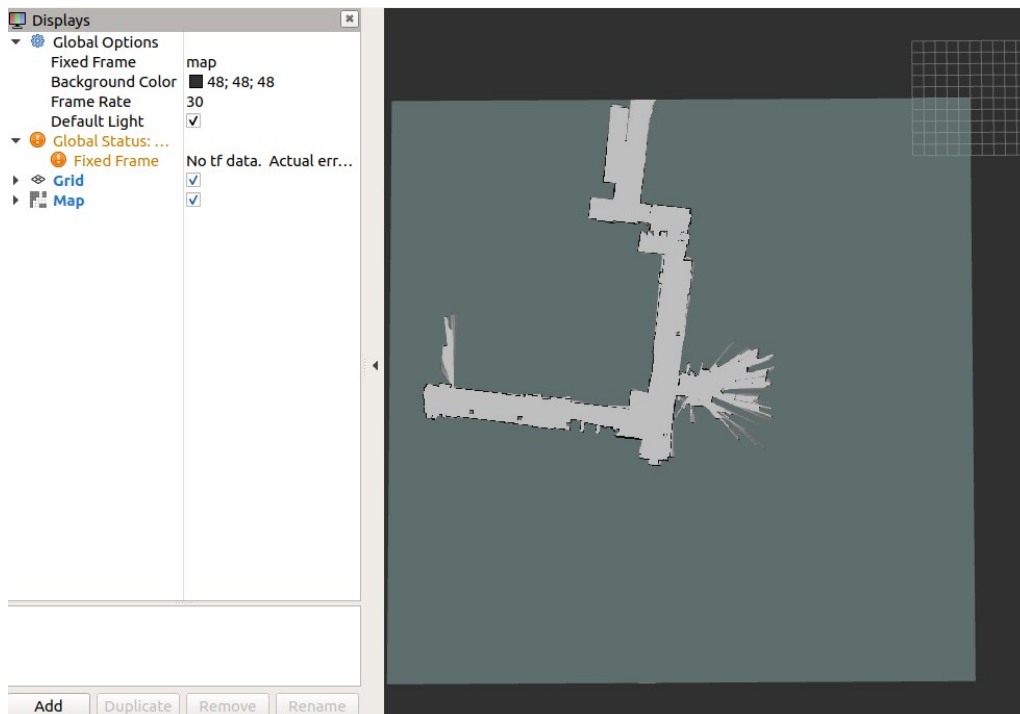 Displays
Global Options
Fixed Frame map
Background Color 48; 48; 48
Frame Rate 30
Default Light
Global Status: ...
Fixed Frame No tf data. Actual err...
Grid
Map
Add Duplicate Remove Rename